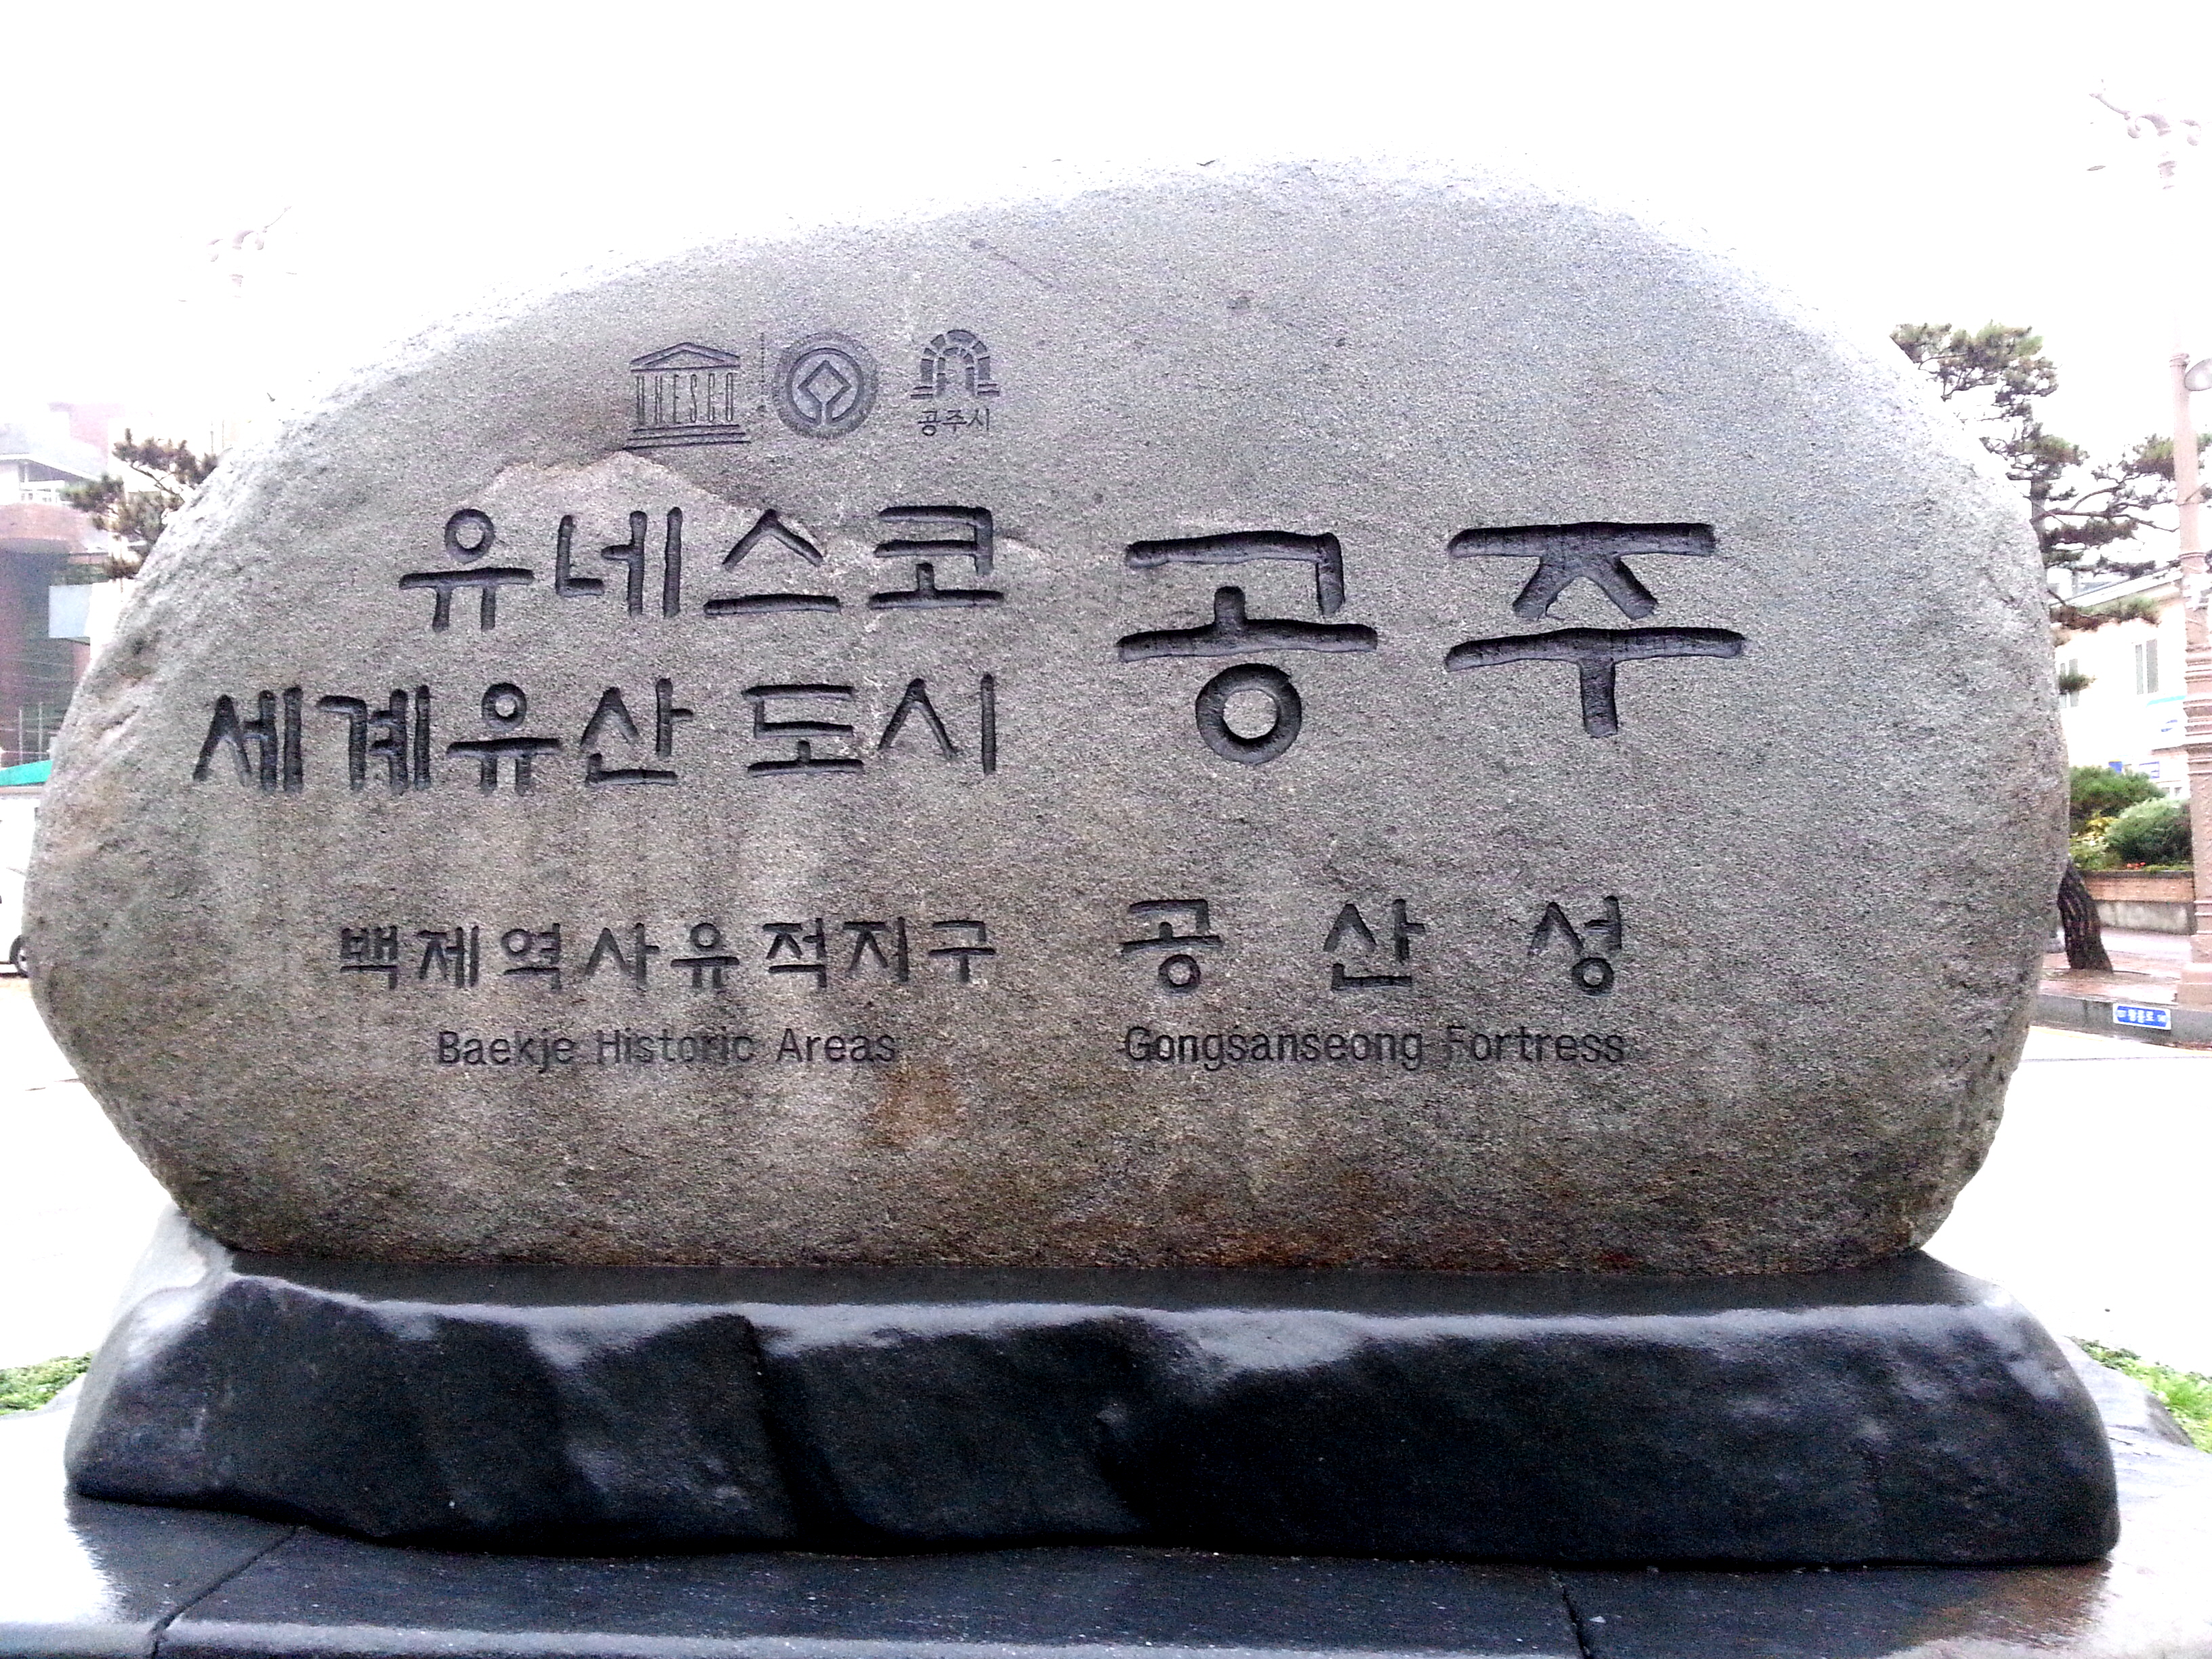 UNESCO
공주시
유네스코
세계유산 도시
공주
백제역사유적지구
Baekje Historic Areas
공산성
Gongsanseong Fortress